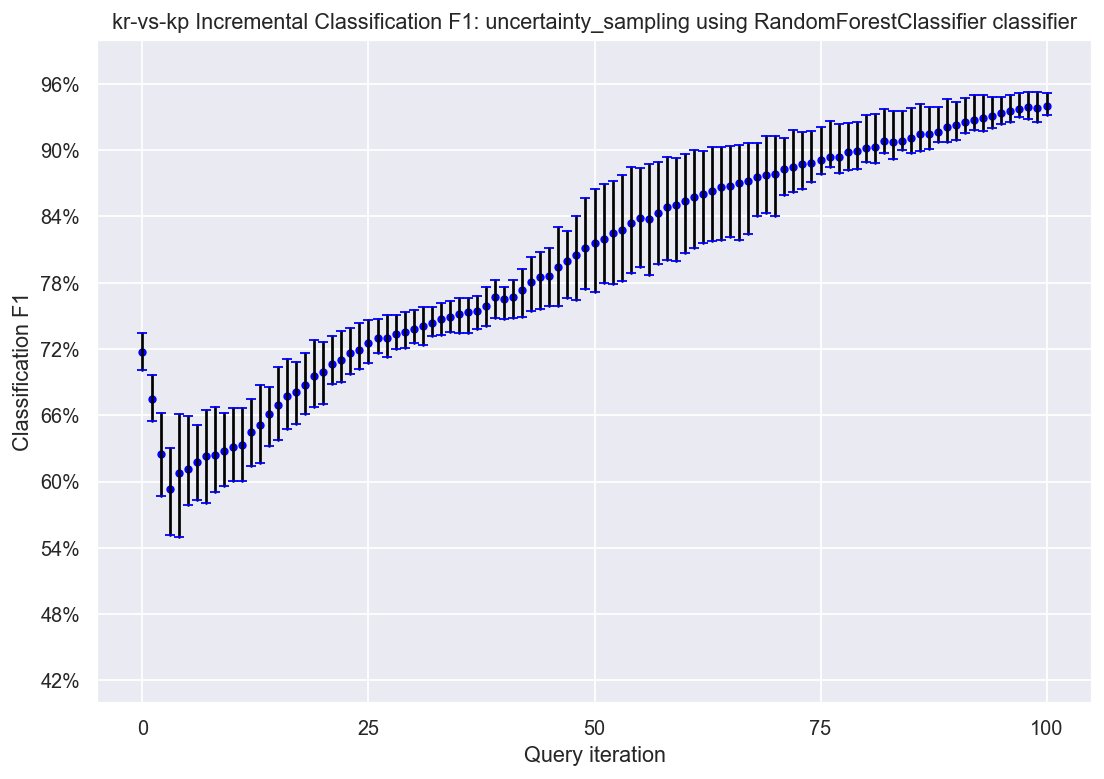 kr-vs-kp Incremental Classification F1: uncertainty_sampling using RandomForestClassifier classifier
96%
90%
84%
78%
72%
66%
60%
54%
48%
42%
Classification F1
0 25 50 75 100
Query iteration